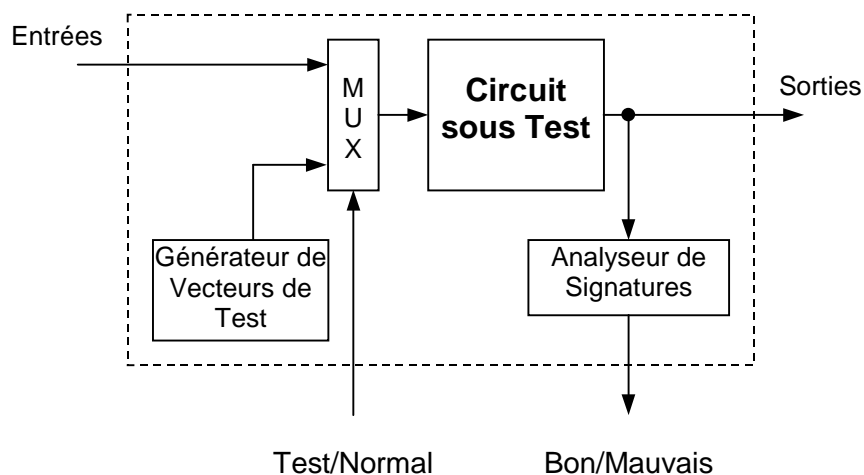 Entrées
M
U
X
Circuit
sous Test
Sorties
Générateur de
Vecteurs de
Test
Analyseur de
Signatures
Test/Normal
Bon/Mauvais